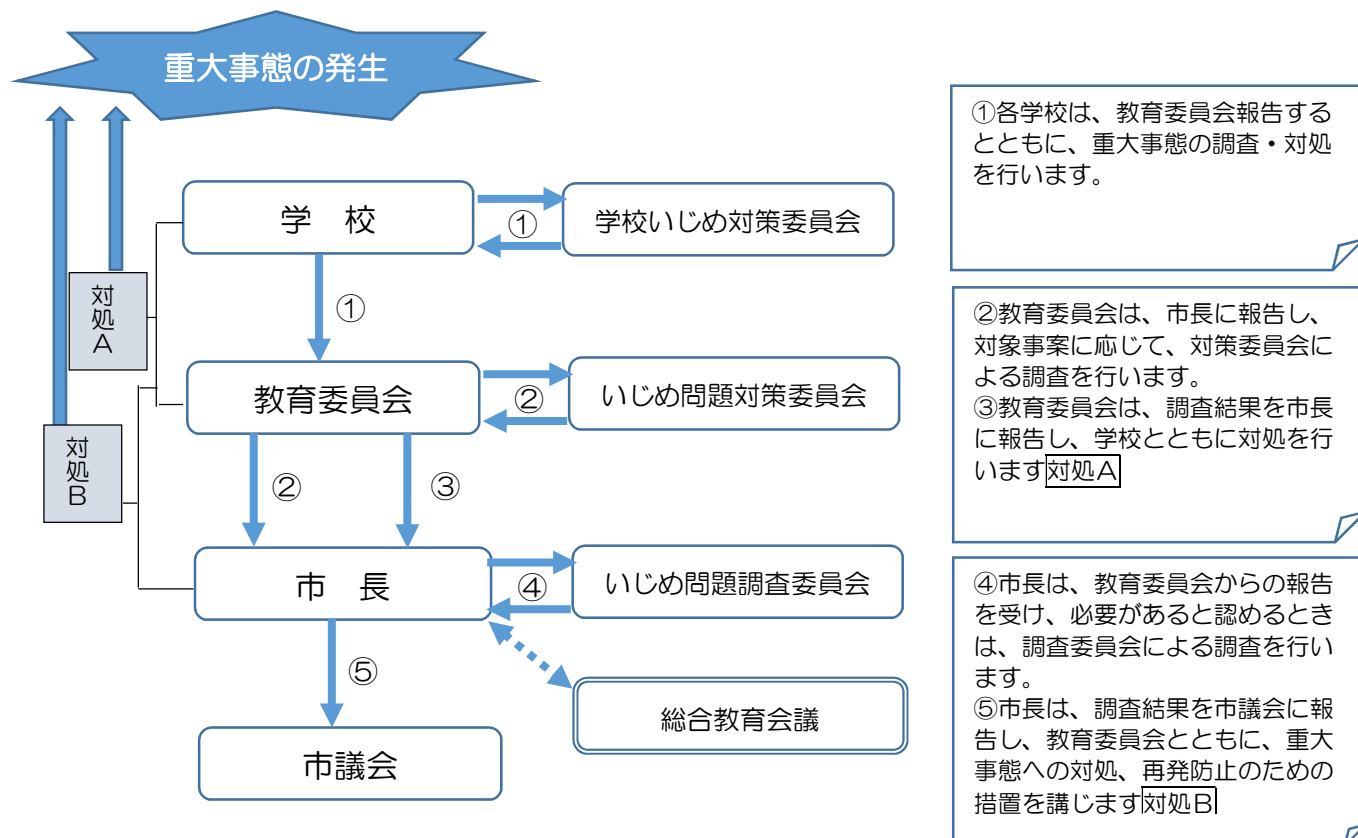 重大事態の発生
学 校
①
学校いじめ対策委員会
①
対処A
教育委員会
②
いじめ問題対策委員会
対処B
②
③
市 長
④
いじめ問題調査委員会
⑤
総合教育会議
市議会
①各学校は、教育委員会報告する
とともに、重大事態の調査・対処
を行います。
②教育委員会は、市長に報告し、
対象事案に応じて、対策委員会に
よる調査を行います。
③教育委員会は、調査結果を市長
に報告し、学校とともに対処を行
います対処A
④市長は、教育委員会からの報告
を受け、必要があると認めるとき
は、調査委員会による調査を行い
ます。
⑤市長は、調査結果を市議会に報
告し、教育委員会とともに、重大
事態への対処、再発防止のための
措置を講じます対処B